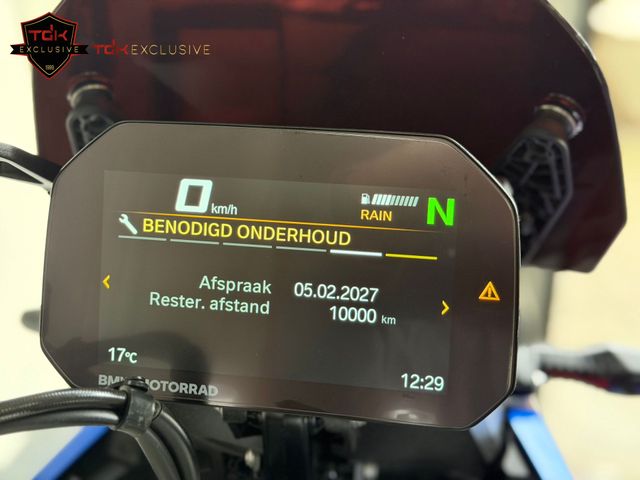 TDK
EXCLUSIVE
1999
TDK EXCLUSIVE
0 km/h
RAIN
N
BENODIGD ONDERHOUD
Afspraak 05.02.2027
Rester. afstand 10000 km
17°C
12:29
BMW MOTORRAD